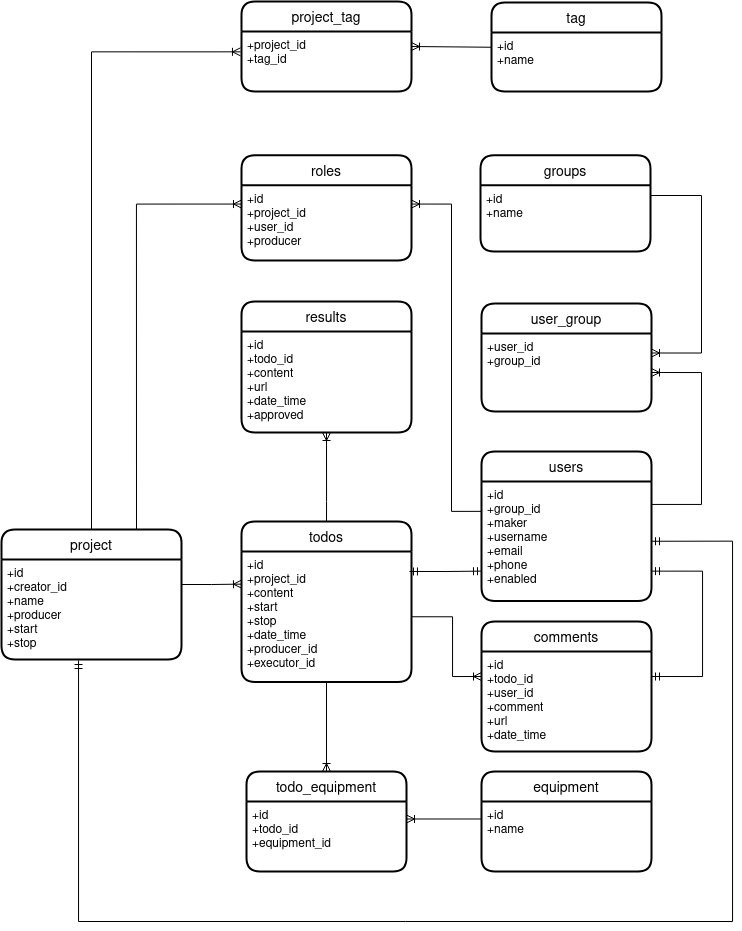 project_tag
+project_id
+tag_id
tag
+id
+name
roles
+id
+project_id
+user_id
+producer
groups
+id
+name
results
+id
+todo_id
+content
+url
+date_time
+approved
user_group
+user_id
+group_id
users
+id
+group_id
+maker
+username
+email
+phone
+enabled
project
+id
+creator_id
+name
+producer
+start
+stop
todos
+id
+project_id
+content
+start
+stop
+date_time
+producer_id
+executor_id
comments
+id
+todo_id
+user_id
+comment
+url
+date_time
todo_equipment
+id
+todo_id
+equipment_id
equipment
+id
+name